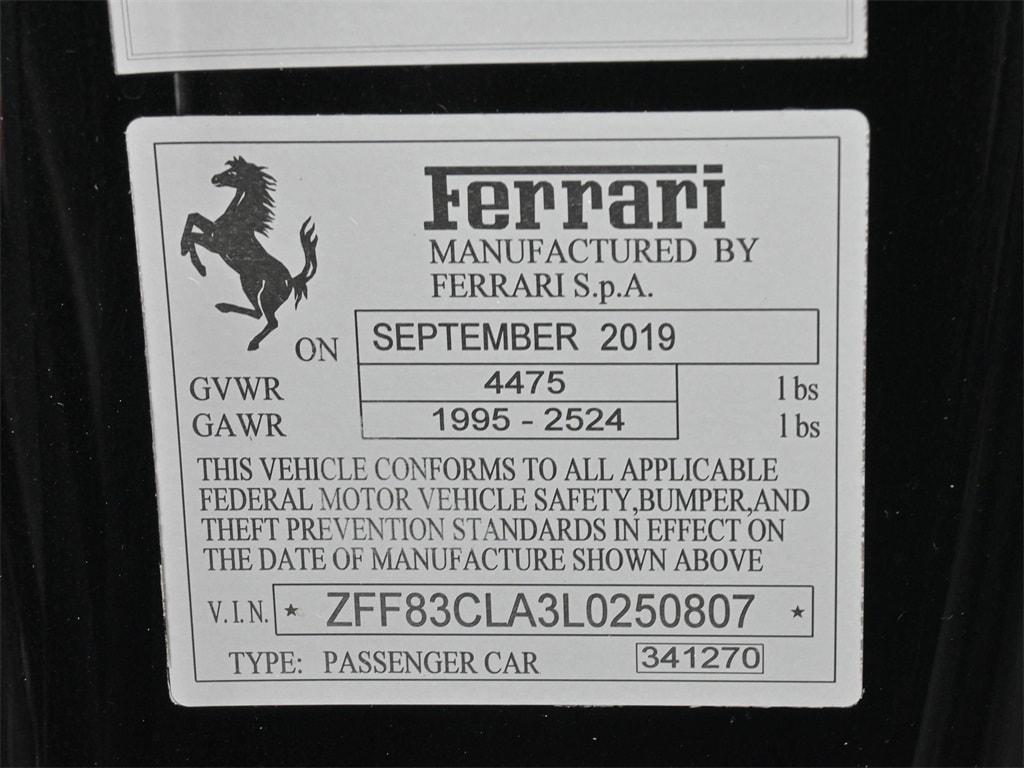 Ferrari
MANUFACTURED BY
FERRARI S.p.A.
ON SEPTEMBER 2019
GVWR 4475 lbs
GAWR 1995 - 2524 lbs
THIS VEHICLE CONFORMS TO ALL APPLICABLE
FEDERAL MOTOR VEHICLE SAFETY,BUMPER,AND
THEFT PREVENTION STANDARDS IN EFFECT ON
THE DATE OF MANUFACTURE SHOWN ABOVE
V.I.N. ★ ZFF83CLA3L0250807 ★
TYPE: PASSENGER CAR 341270